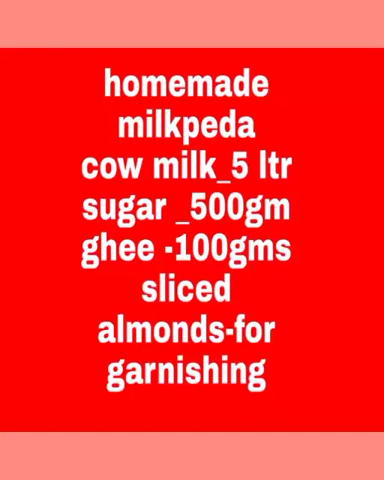 homemade
milkpeda
cow milk_5 ltr
sugar _500gm
ghee -100gms
sliced
almonds-for
garnishing